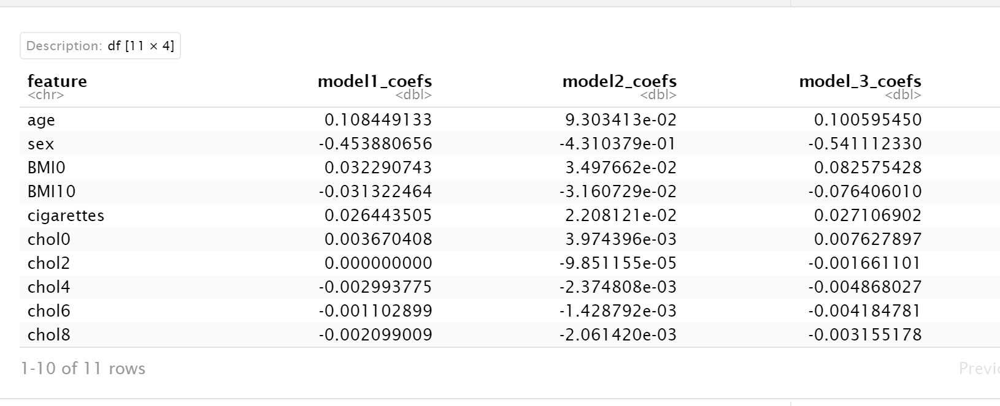 Description: df [11 × 4]
feature model1_coefs model2_coefs model_3_coefs
<chr> <dbl> <dbl> <dbl>
age 0.108449133 9.303413e-02 0.100595450
sex -0.453880656 -4.310379e-01 -0.541112330
BMI0 0.032290743 3.497662e-02 0.082575428
BMI10 -0.031322464 -3.160729e-02 -0.076406010
cigarettes 0.026443505 2.208121e-02 0.027106902
chol0 0.003670408 3.974396e-03 0.007627897
chol2 0.000000000 -9.851155e-05 -0.001661101
chol4 -0.002993775 -2.374808e-03 -0.004868027
chol6 -0.001102899 -1.428792e-03 -0.004184781
chol8 -0.002099009 -2.061420e-03 -0.003155178
1-10 of 11 rows